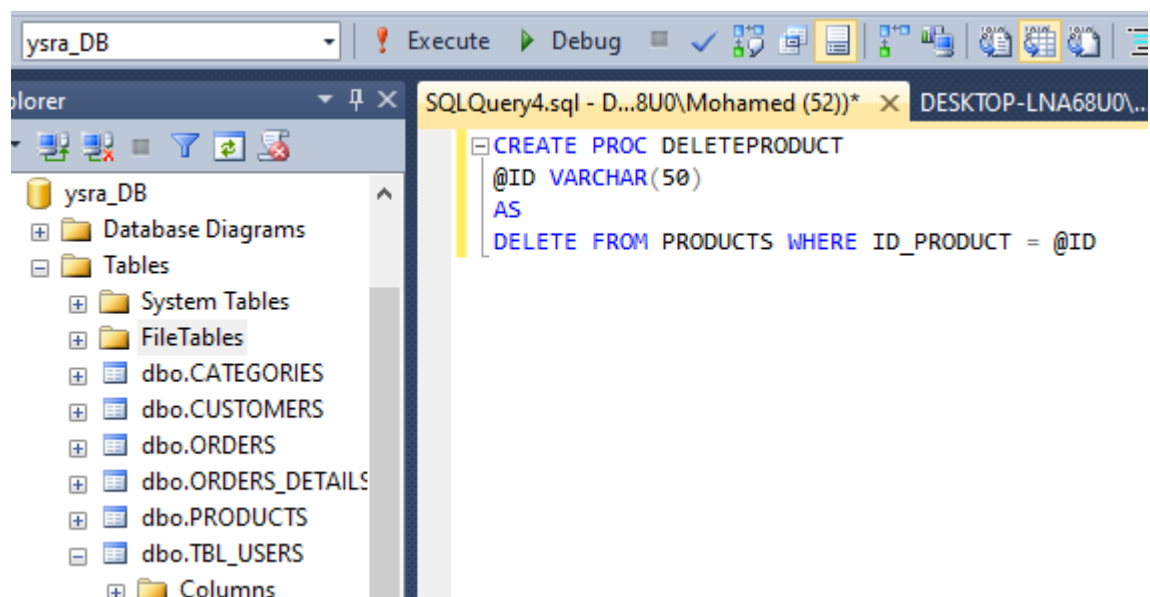 ysra_DB
Execute
Debug
plorer
SQLQuery4.sql - D...8U0\Mohamed (52))*
DESKTOP-LNA68U0\...
ysra_DB
Database Diagrams
Tables
System Tables
FileTables
dbo.CATEGORIES
dbo.CUSTOMERS
dbo.ORDERS
dbo.ORDERS_DETAILS
dbo.PRODUCTS
dbo.TBL_USERS
Columns
CREATE PROC DELETEPRODUCT
@ID VARCHAR(50)
AS
DELETE FROM PRODUCTS WHERE ID_PRODUCT = @ID